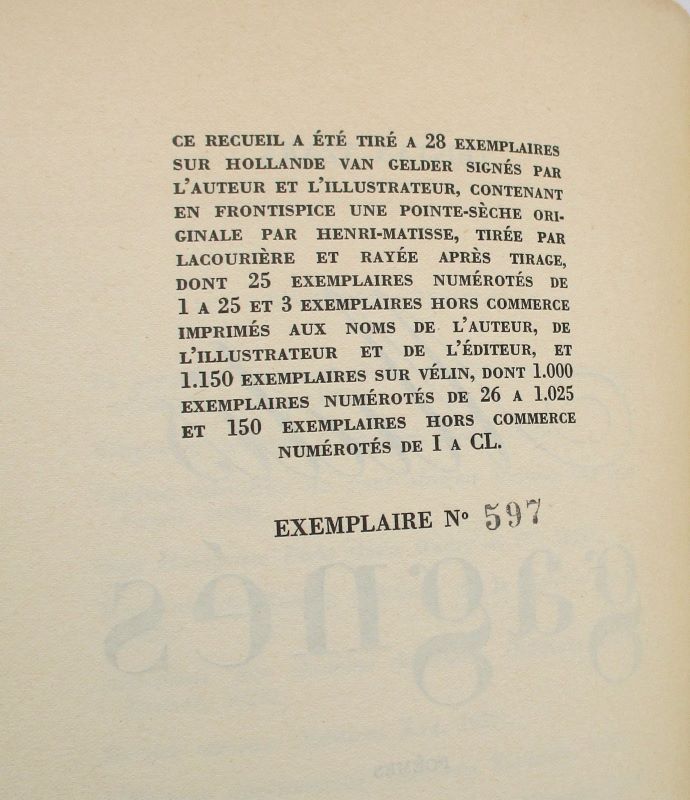 CE RECUEIL A ÉTÉ TIRÉ A 28 EXEMPLAIRES
SUR HOLLANDE VAN GELDER SIGNÉS PAR
L'AUTEUR ET L'ILLUSTRATEUR, CONTENANT
EN FRONTISPICE UNE POINTE-SÈCHE ORI-
GINALE PAR HENRI-MATISSE, TIRÉE PAR
LACOURIÈRE ET RAYÉE APRÈS TIRAGE,
DONT 25 EXEMPLAIRES NUMÉROTÉS DE
1 A 25 ET 3 EXEMPLAIRES HORS COMMERCE
IMPRIMÉS AUX NOMS DE L'AUTEUR, DE
L'ILLUSTRATEUR ET DE L'ÉDITEUR, ET
1.150 EXEMPLAIRES SUR VÉLIN, DONT 1.000
EXEMPLAIRES NUMÉROTÉS DE 26 A 1.025
ET 150 EXEMPLAIRES HORS COMMERCE
NUMÉROTÉS DE I A CL.
EXEMPLAIRE Nº 597
gagnés
POÈMES